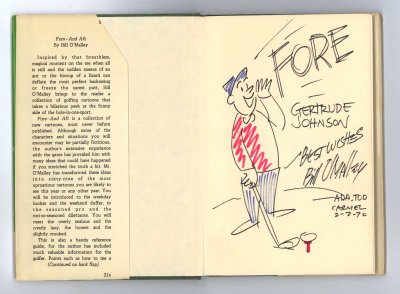 Fore—And Aft
By Bill O'Malley
Inspired by that breathless,
magical moment on the tee when all
is still and the sudden sneeze of an
ant or the hiccup of a lizard can
deflate the most perfect backswing
or freeze the surest putt, Bill
O'Malley brings to the reader a
collection of golfing cartoons that
takes a hilarious peek at the funny
side of the hole-in-one-sport.
Fore—And Aft is a collection of
new cartoons, most never before
published. Although some of the
characters and situations you will
encounter may be partially fictitious,
the author's extensive experience
with the game has provided him with
many ideas that could have happened
if you stretched the truth a bit. Mr.
O'Malley has transformed these ideas
into sixty-nine of the most
uproarious cartoons you are likely to
see this year or any other year. You
will be introduced to the weekday
hacker and the weekend duffer, to
the seasoned pro and the
not-so-seasoned dilettante. You will
meet the overly zealous and the
overly lazy, the honest and the
slightly crooked.
This is also a handy reference
guide, for the author has included
much valuable information for the
golfer. Points such as how to see a
(Continued on back flap)
21s
FORE
GERTRUDE
JOHNSON
BEST WISHES
Bill O'Malley
CARMEL
2-7-70